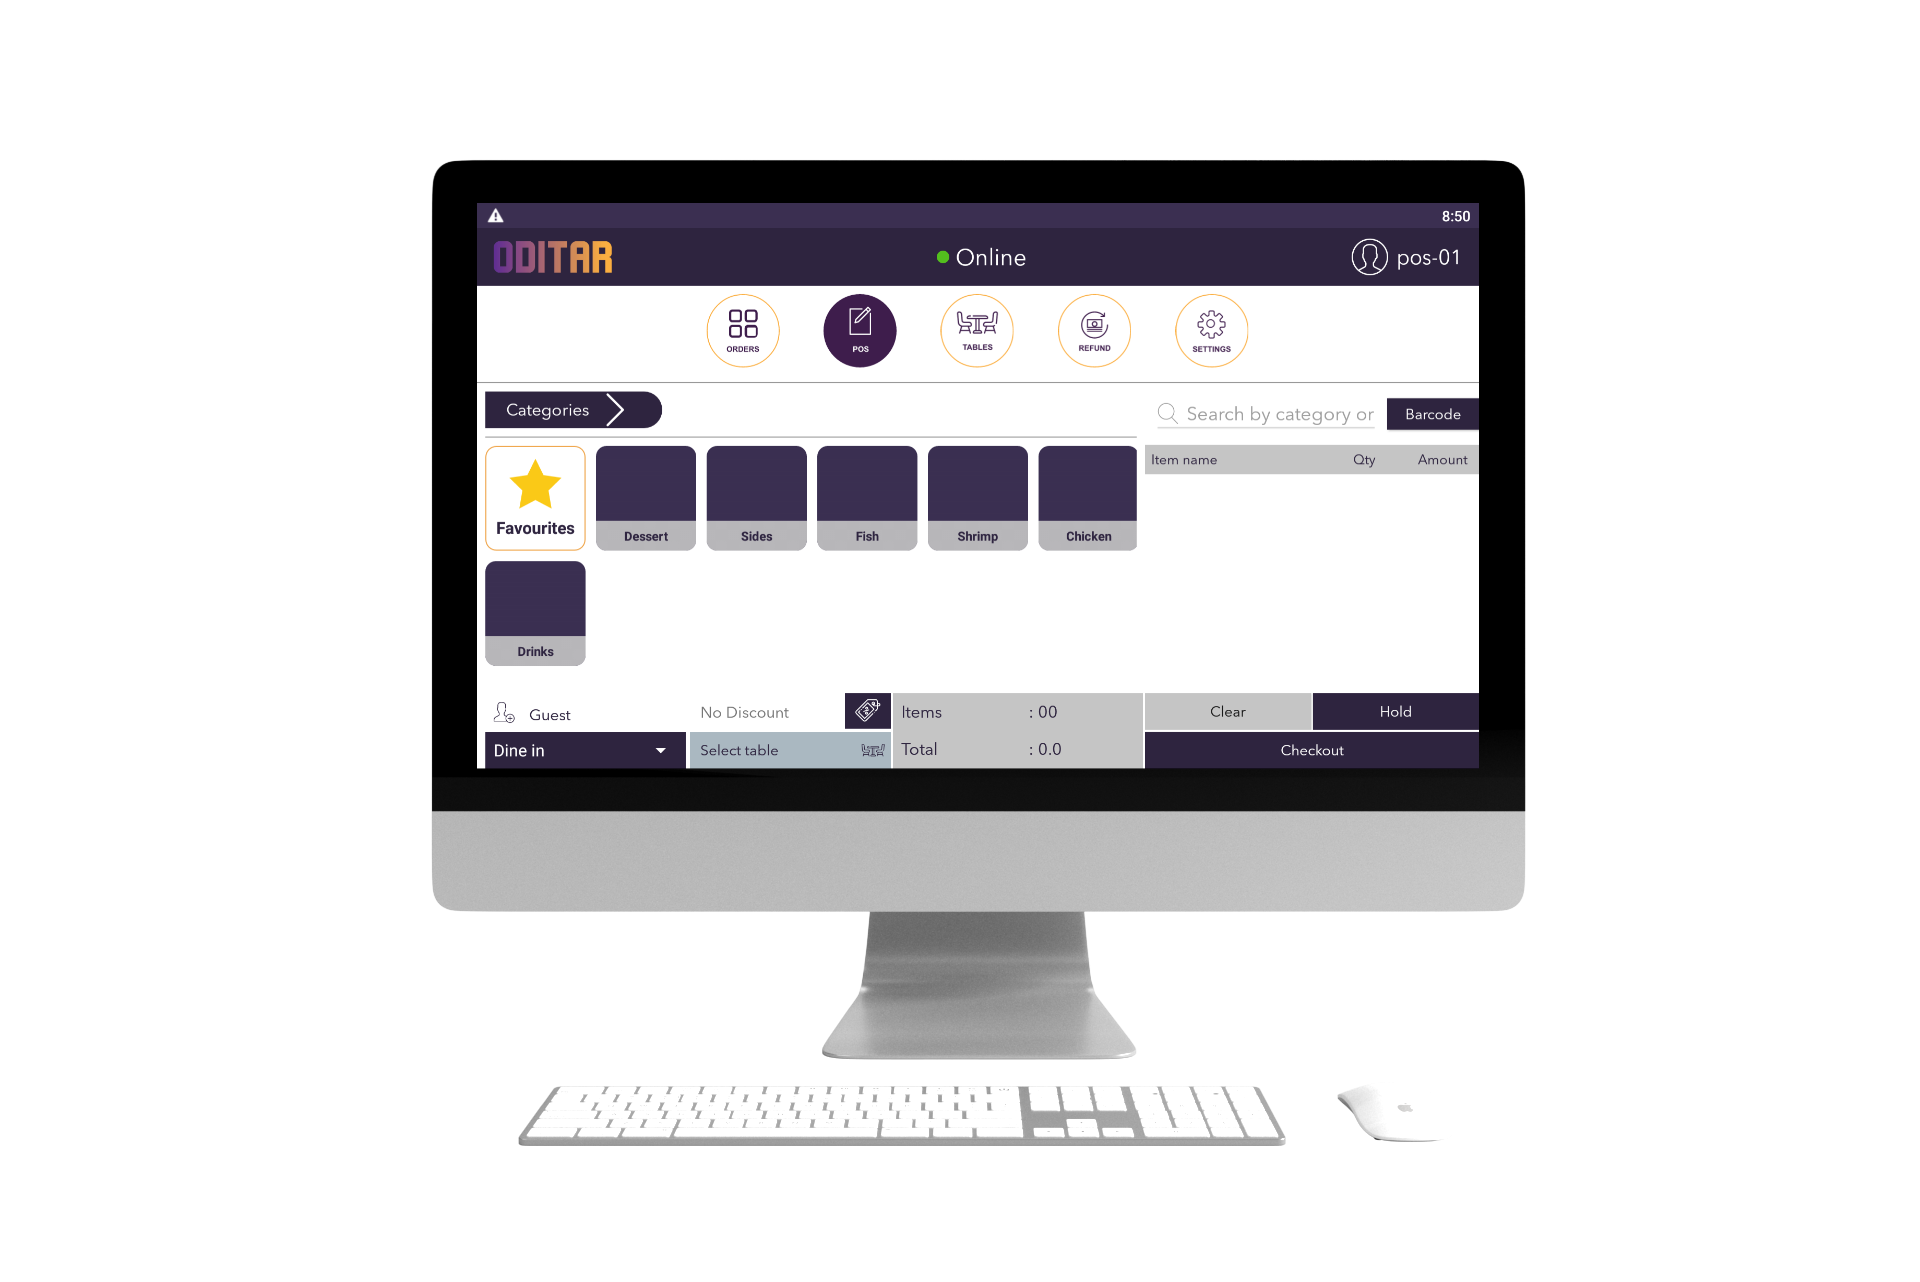 8:50
ODITAR
Online
pos-01
ORDERS
POS
TABLES
REFUND
SETTINGS
Categories
Search by category or
Barcode
Item name Qty Amount
Favourites
Dessert
Sides
Fish
Shrimp
Chicken
Drinks
Guest
No Discount
Items : 00
Clear
Hold
Dine in
Select table
Total : 0.0
Checkout